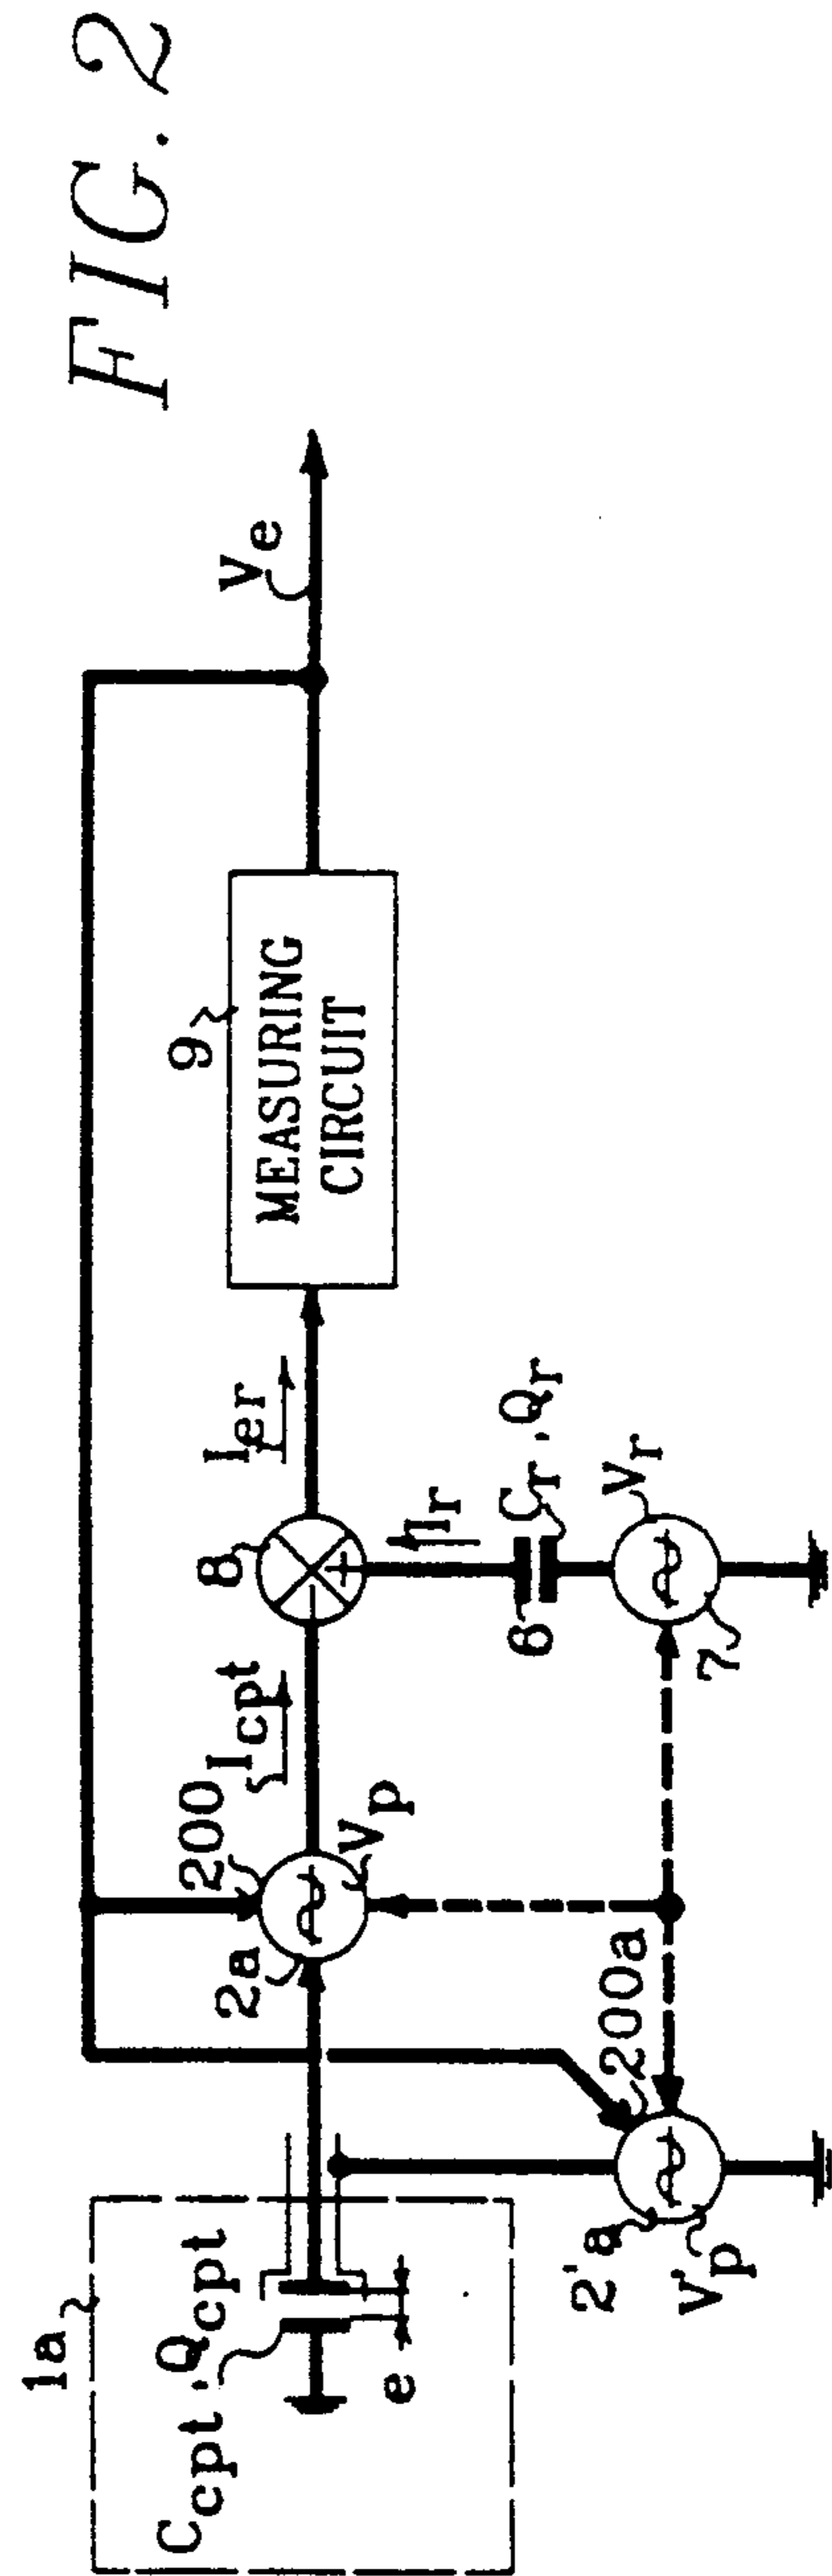 FIG. 2
1a
C_cpt, Q_cpt
e
2a
200
V_p
I_cpt
8
I_er
9
MEASURING
CIRCUIT
V_e
2'a
V'_p
200a
I_r
6
C_r, Q_r
7
V_r